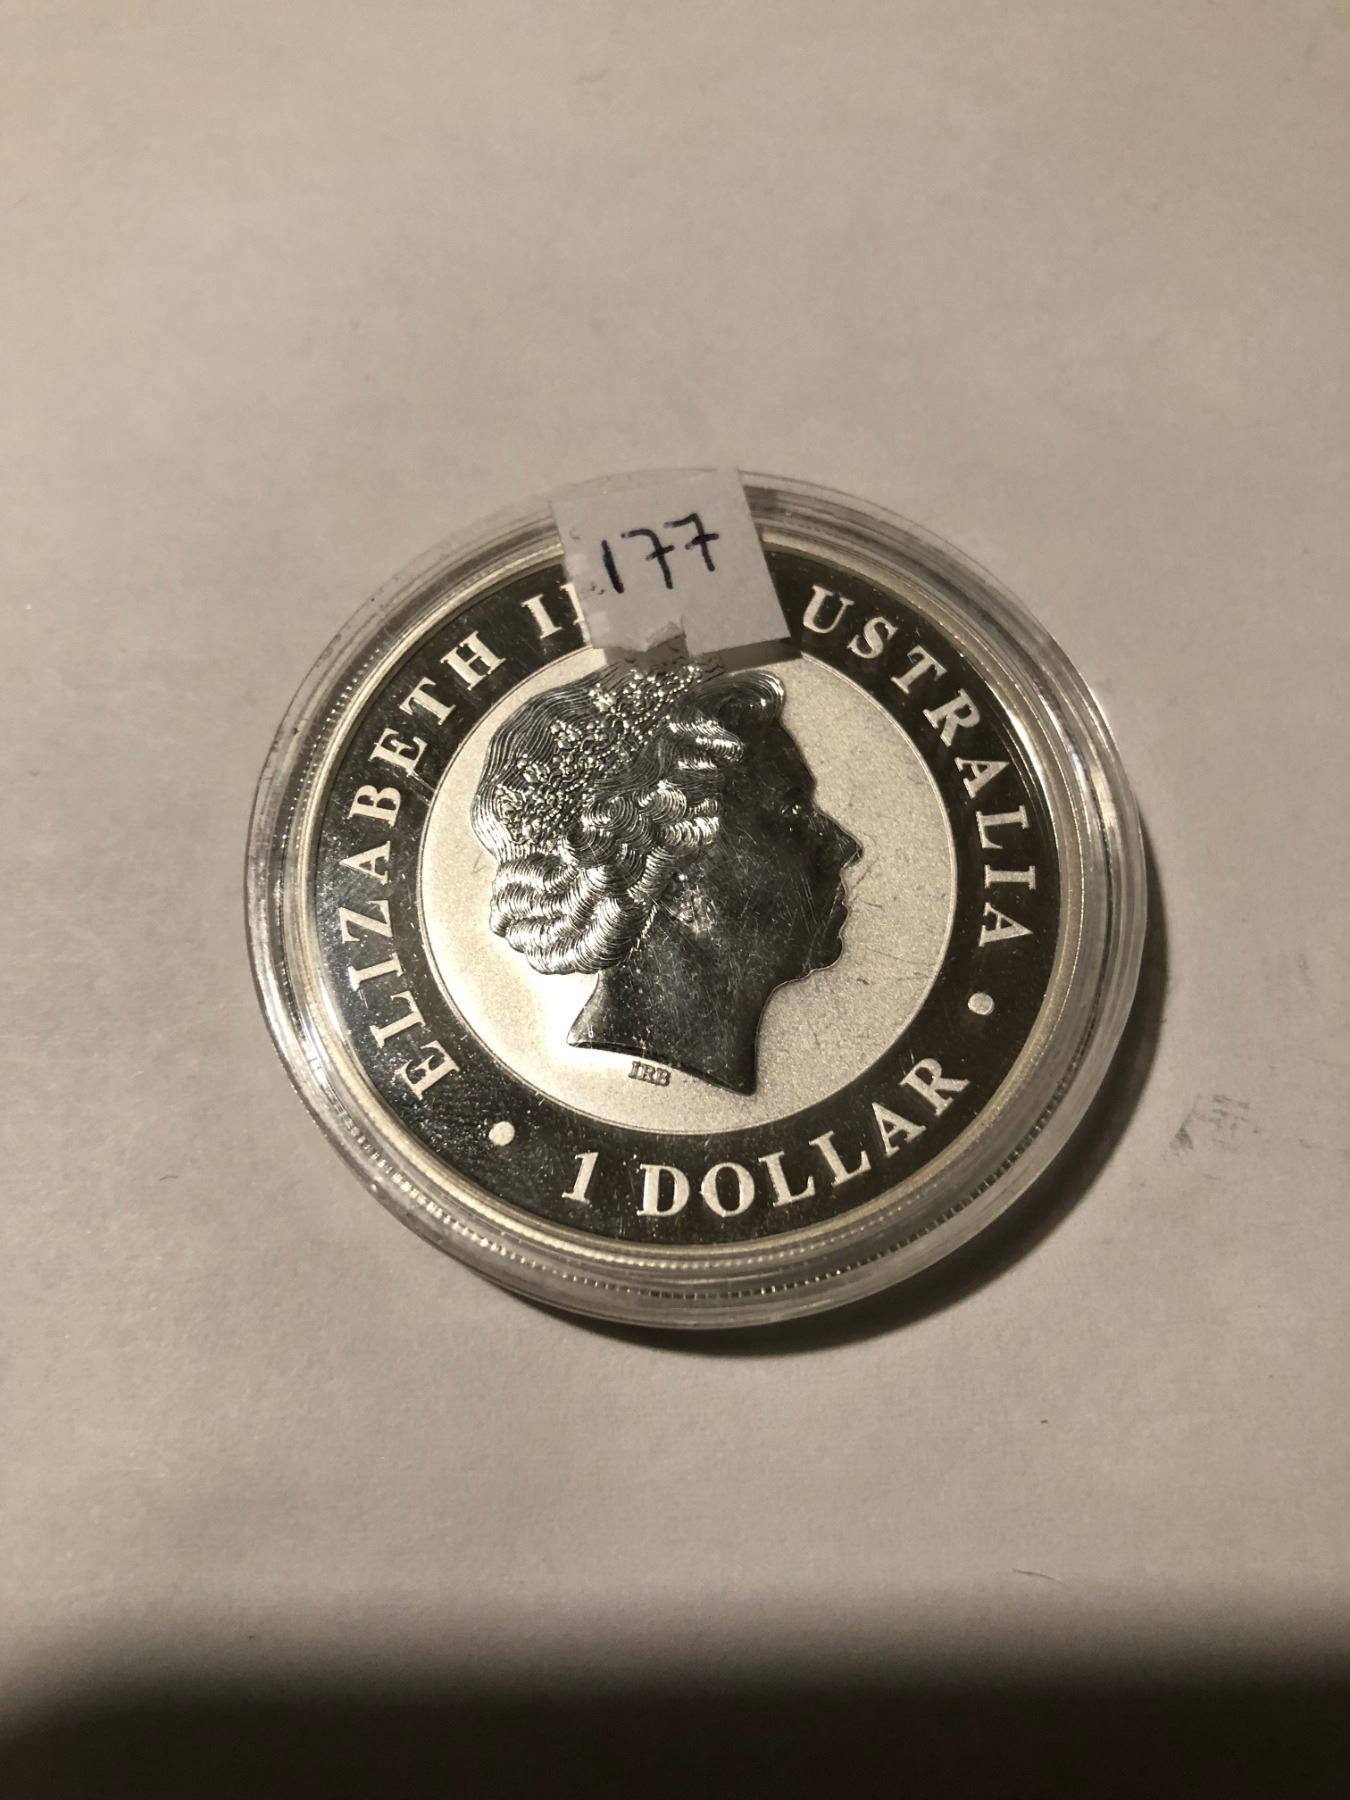 177
ELIZABETH II USTRALIA
IRB
• 1 DOLLAR •